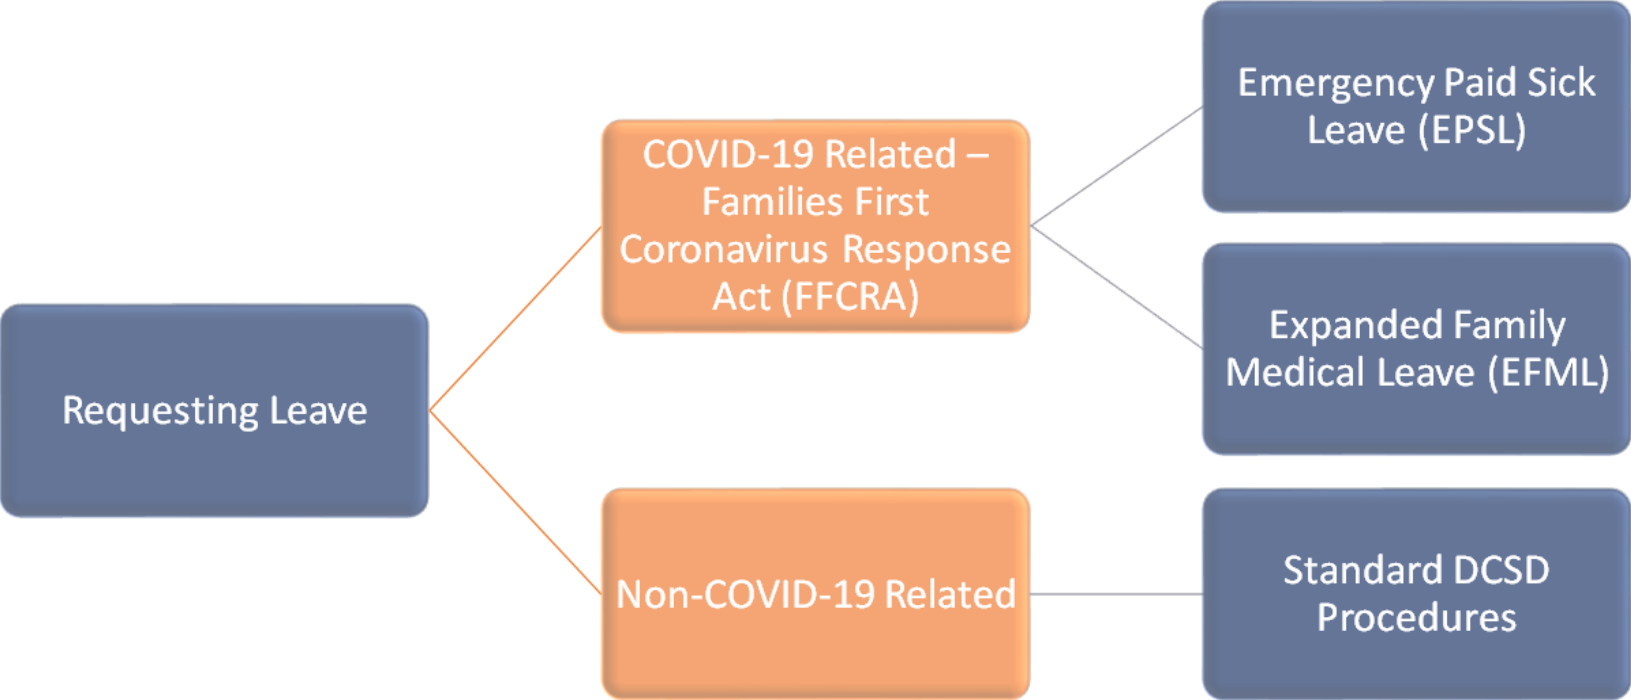 Requesting Leave
COVID-19 Related –
Families First
Coronavirus Response
Act (FFCRA)
Non-COVID-19 Related
Emergency Paid Sick
Leave (EPSL)
Expanded Family
Medical Leave (EFML)
Standard DCSD
Procedures